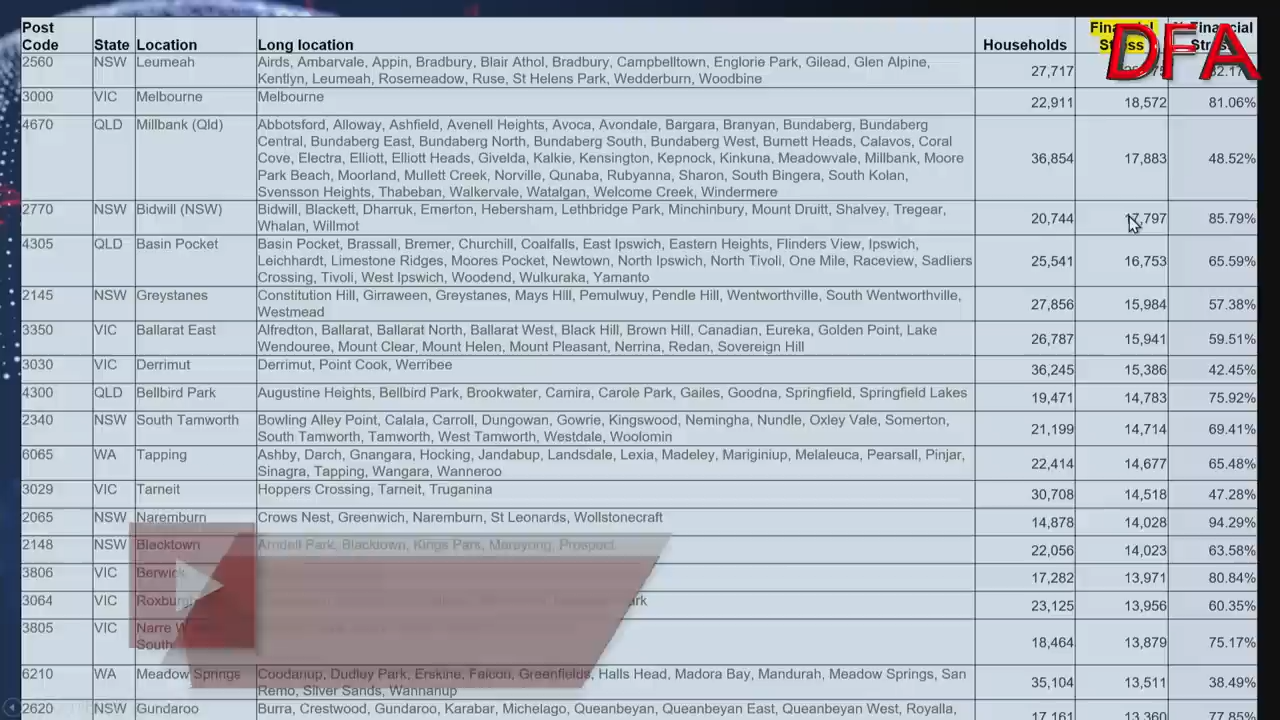 Post Code State Location Long location Households Financial Stress % Financial Stress
DFA
2560 NSW Leumeah Airds, Ambarvale, Appin, Bradbury, Blair Athol, Bradbury, Campbelltown, Englorie Park, Gilead, Glen Alpine,
Kentlyn, Leumeah, Rosemeadow, Ruse, St Helens Park, Wedderburn, Woodbine 27,717
3000 VIC Melbourne Melbourne 22,911 18,572 81.06%
4670 QLD Millbank (Qld) Abbotsford, Alloway, Ashfield, Avenell Heights, Avoca, Avondale, Bargara, Branyan, Bundaberg, Bundaberg
Central, Bundaberg East, Bundaberg North, Bundaberg South, Bundaberg West, Burnett Heads, Calavos, Coral
Cove, Electra, Elliott, Elliott Heads, Givelda, Kalkie, Kensington, Kepnock, Kinkuna, Meadowvale, Millbank, Moore 36,854 17,883 48.52%
Park Beach, Moorland, Mullett Creek, Norville, Qunaba, Rubyanna, Sharon, South Bingera, South Kolan,
Svensson Heights, Thabeban, Walkervale, Watalgan, Welcome Creek, Windermere
2770 NSW Bidwill (NSW) Bidwill, Blackett, Dharruk, Emerton, Hebersham, Lethbridge Park, Minchinbury, Mount Druitt, Shalvey, Tregear,
Whalan, Willmot 20,744 17,797 85.79%
4305 QLD Basin Pocket Basin Pocket, Brassall, Bremer, Churchill, Coalfalls, East Ipswich, Eastern Heights, Flinders View, Ipswich,
Leichhardt, Limestone Ridges, Moores Pocket, Newtown, North Ipswich, North Tivoli, One Mile, Raceview, Sadliers 25,541 16,753 65.59%
Crossing, Tivoli, West Ipswich, Woodend, Wulkuraka, Yamanto
2145 NSW Greystanes Constitution Hill, Girraween, Greystanes, Mays HIll, Pemulwuy, Pendle Hill, Wentworthville, South Wentworthville,
Westmead 27,856 15,984 57.38%
3350 VIC Ballarat East Alfredton, Ballarat, Ballarat North, Ballarat West, Black Hill, Brown Hill, Canadian, Eureka, Golden Point, Lake
Wendouree, Mount Clear, Mount Helen, Mount Pleasant, Nerrina, Redan, Sovereign Hill 26,787 15,941 59.51%
3030 VIC Derrimut Derrimut, Point Cook, Werribee 36,245 15,386 42.45%
4300 QLD Bellbird Park Augustine Heights, Bellbird Park, Brookwater, Camira, Carole Park, Gailes, Goodna, Springfield, Springfield Lakes 19,471 14,783 75.92%
2340 NSW South Tamworth Bowling Alley Point, Calala, Carroll, Dungowan, Gowrie, Kingswood, Nemingha, Nundle, Oxley Vale, Somerton,
South Tamworth, Tamworth, West Tamworth, Westdale, Woolomin 21,199 14,714 69.41%
6065 WA Tapping Ashby, Darch, Gnangara, Hocking, Jandabup, Landsdale, Lexia, Madeley, Mariginiup, Melaleuca, Pearsall, Pinjar,
Sinagra, Tapping, Wangara, Wanneroo 22,414 14,677 65.48%
3029 VIC Tarneit Hoppers Crossing, Tarneit, Truganina 30,708 14,518 47.28%
2065 NSW Naremburn Crows Nest, Greenwich, Naremburn, St Leonards, Wollstonecraft 14,878 14,028 94.29%
2148 NSW Blacktown Arndell Park, Blacktown, Kings Park, Marayong, Prospect 22,056 14,023 63.58%
3806 VIC Berwick 17,282 13,971 80.84%
3064 VIC 23,125 13,956 60.35%
3805 VIC Narre
South 18,464 13,879 75.17%
6210 WA Meadow Springs Coodanup, Dudley Park, Erskine, Falcon, Greenfields, Halls Head, Madora Bay, Mandurah, Meadow Springs, San
Remo, Silver Sands, Wannanup 35,104 13,511 38.49%
2620 NSW Gundaroo Burra, Crestwood, Gundaroo, Karabar, Michelago, Queanbeyan, Queanbeyan East, Queanbeyan West, Royalla, 17,161 13,360 77.85%